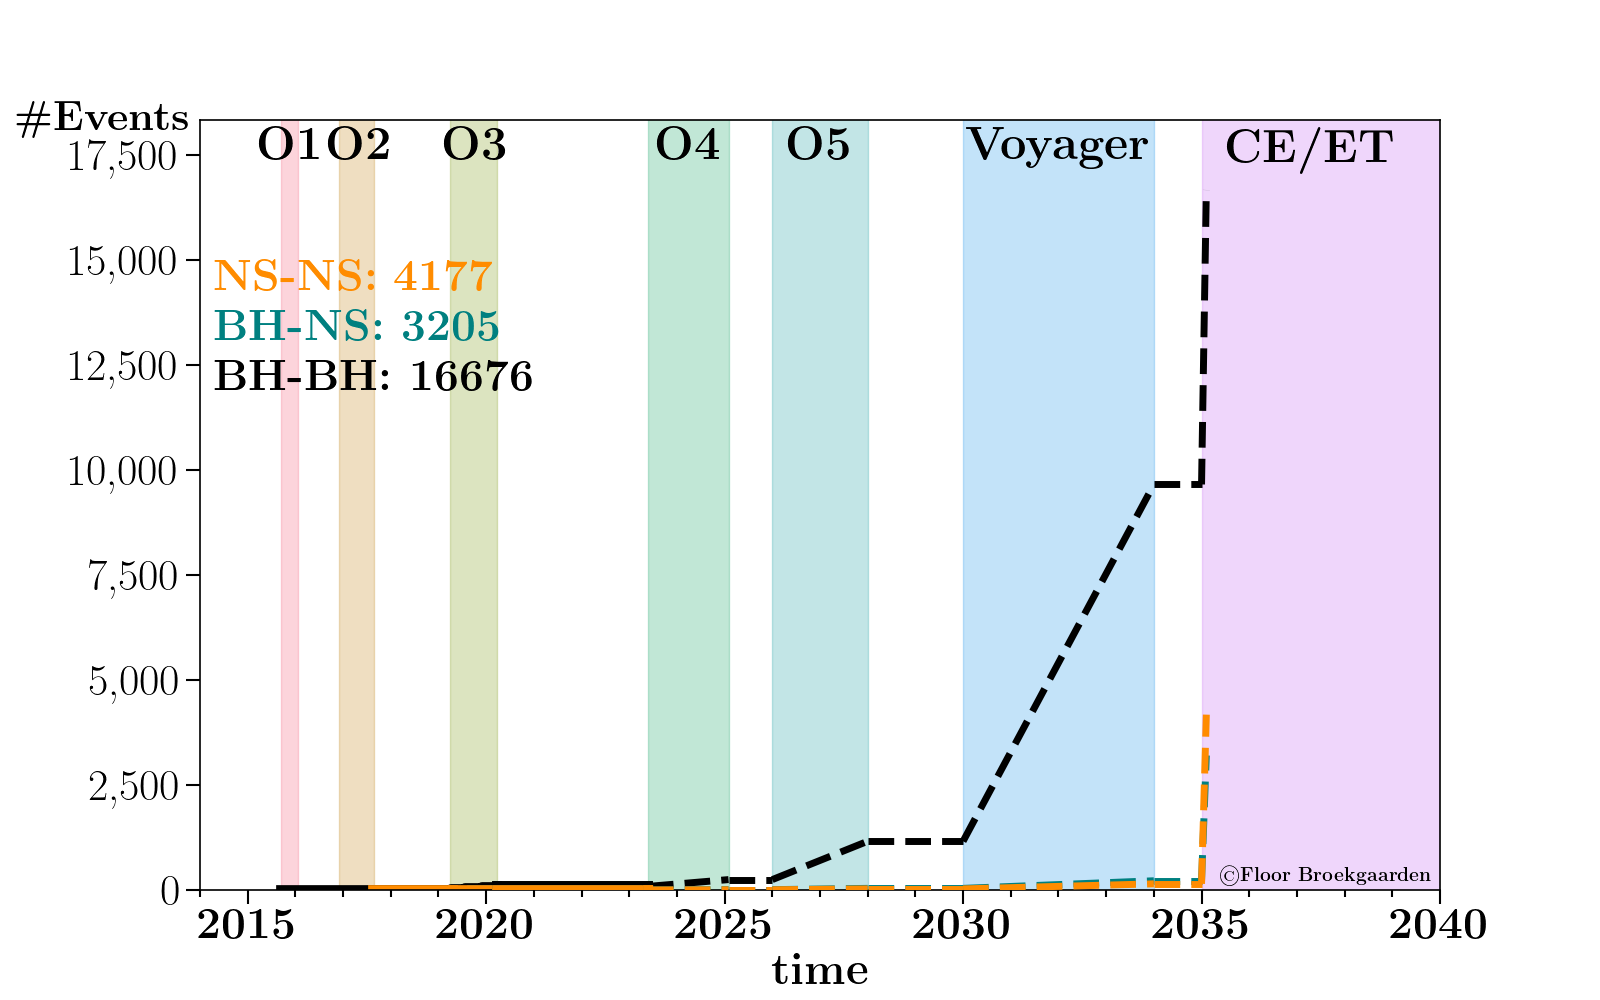 #Events
O1 O2 O3 O4 O5 Voyager CE/ET
17,500
15,000
NS-NS: 4177
BH-NS: 3205
12,500
BH-BH: 16676
10,000
7,500
5,000
2,500
©Floor Broekgaarden
0
2015 2020 2025 2030 2035 2040
time